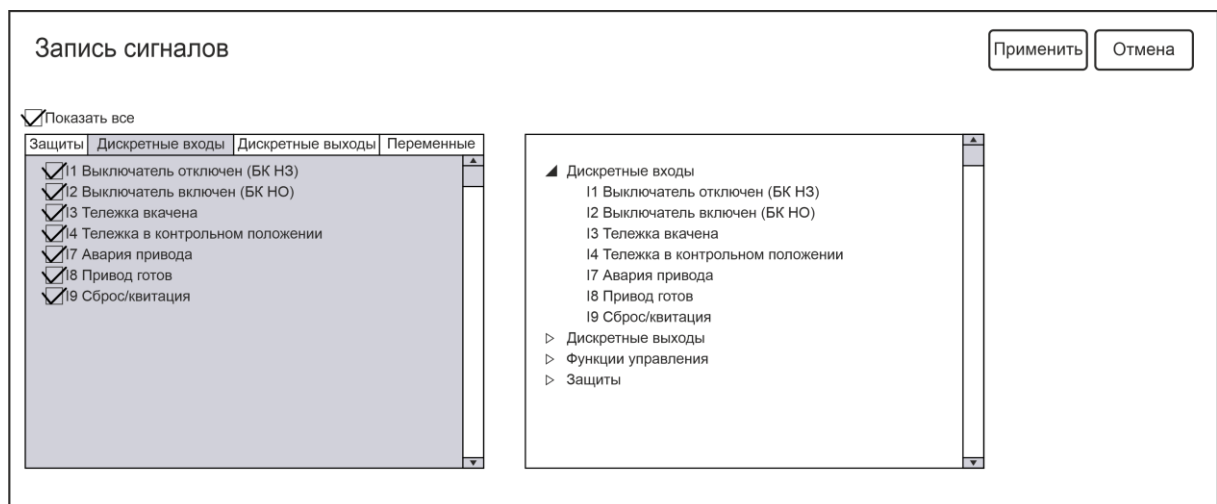 Запись сигналов
Применить
Отмена
Показать все
Защиты Дискретные входы Дискретные выходы Переменные
I1 Выключатель отключен (БК НЗ)
I2 Выключатель включен (БК НО)
I3 Тележка вкачена
I4 Тележка в контрольном положении
I7 Авария привода
I8 Привод готов
I9 Сброс/квитация
Дискретные входы
I1 Выключатель отключен (БК НЗ)
I2 Выключатель включен (БК НО)
I3 Тележка вкачена
I4 Тележка в контрольном положении
I7 Авария привода
I8 Привод готов
I9 Сброс/квитация
Дискретные выходы
Функции управления
Защиты